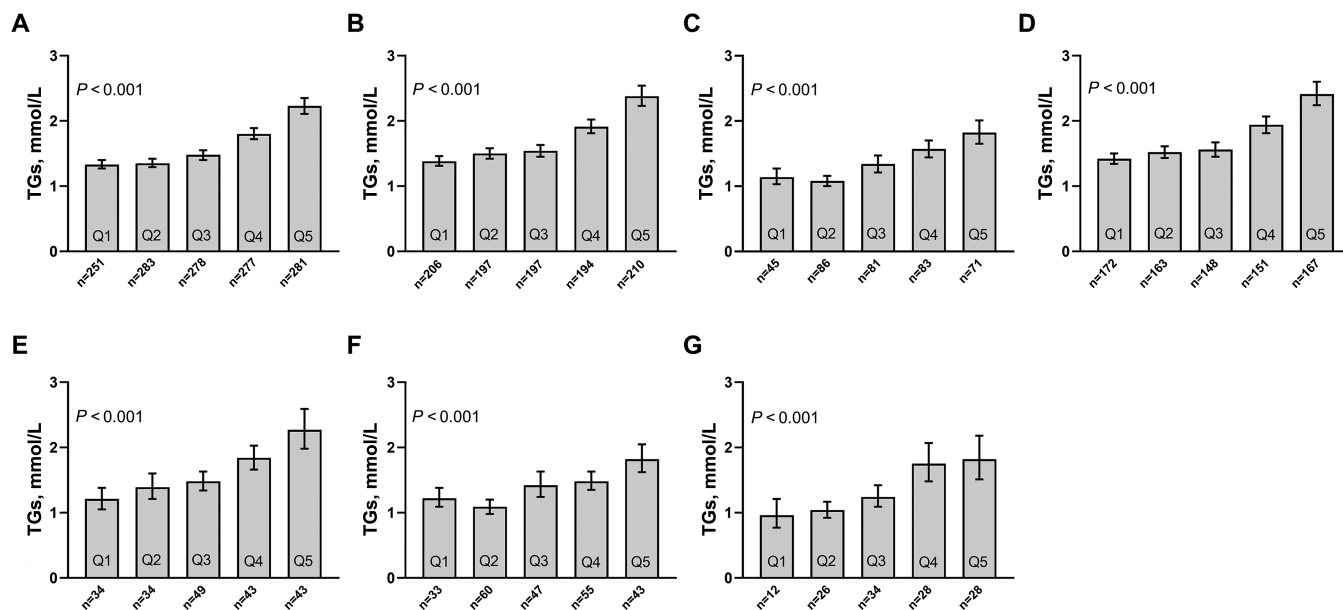 A
TGs, mmol/L
3
2
1
0
P < 0.001
Q1 Q2 Q3 Q4 Q5
n=251 n=283 n=278 n=277 n=281
B
TGs, mmol/L
3
2
1
0
P < 0.001
Q1 Q2 Q3 Q4 Q5
n=206 n=197 n=197 n=194 n=210
C
TGs, mmol/L
3
2
1
0
P < 0.001
Q1 Q2 Q3 Q4 Q5
n=45 n=86 n=81 n=83 n=71
D
TGs, mmol/L
3
2
1
0
P < 0.001
Q1 Q2 Q3 Q4 Q5
n=172 n=163 n=148 n=151 n=167
E
TGs, mmol/L
3
2
1
0
P < 0.001
Q1 Q2 Q3 Q4 Q5
n=34 n=34 n=49 n=43 n=43
F
TGs, mmol/L
3
2
1
0
P < 0.001
Q1 Q2 Q3 Q4 Q5
n=33 n=60 n=47 n=55 n=43
G
TGs, mmol/L
3
2
1
0
P < 0.001
Q1 Q2 Q3 Q4 Q5
n=12 n=26 n=34 n=28 n=28